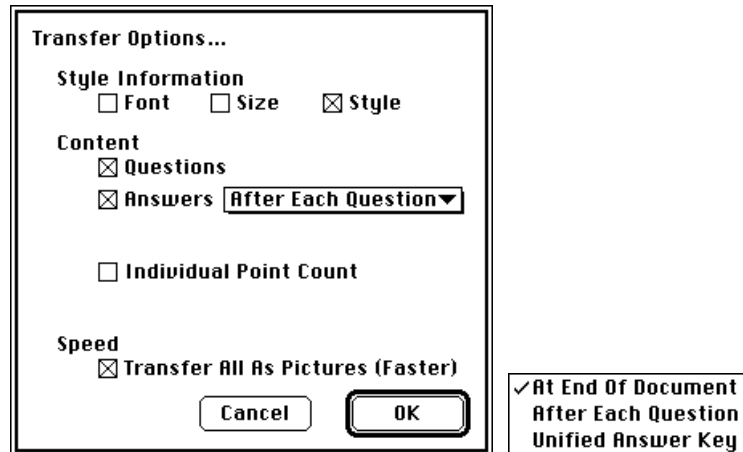 Transfer Options...
Style Information
Font Size Style
Content
Questions
Answers After Each Question
Individual Point Count
Speed
Transfer All As Pictures (Faster)
Cancel OK
At End Of Document
After Each Question
Unified Answer Key